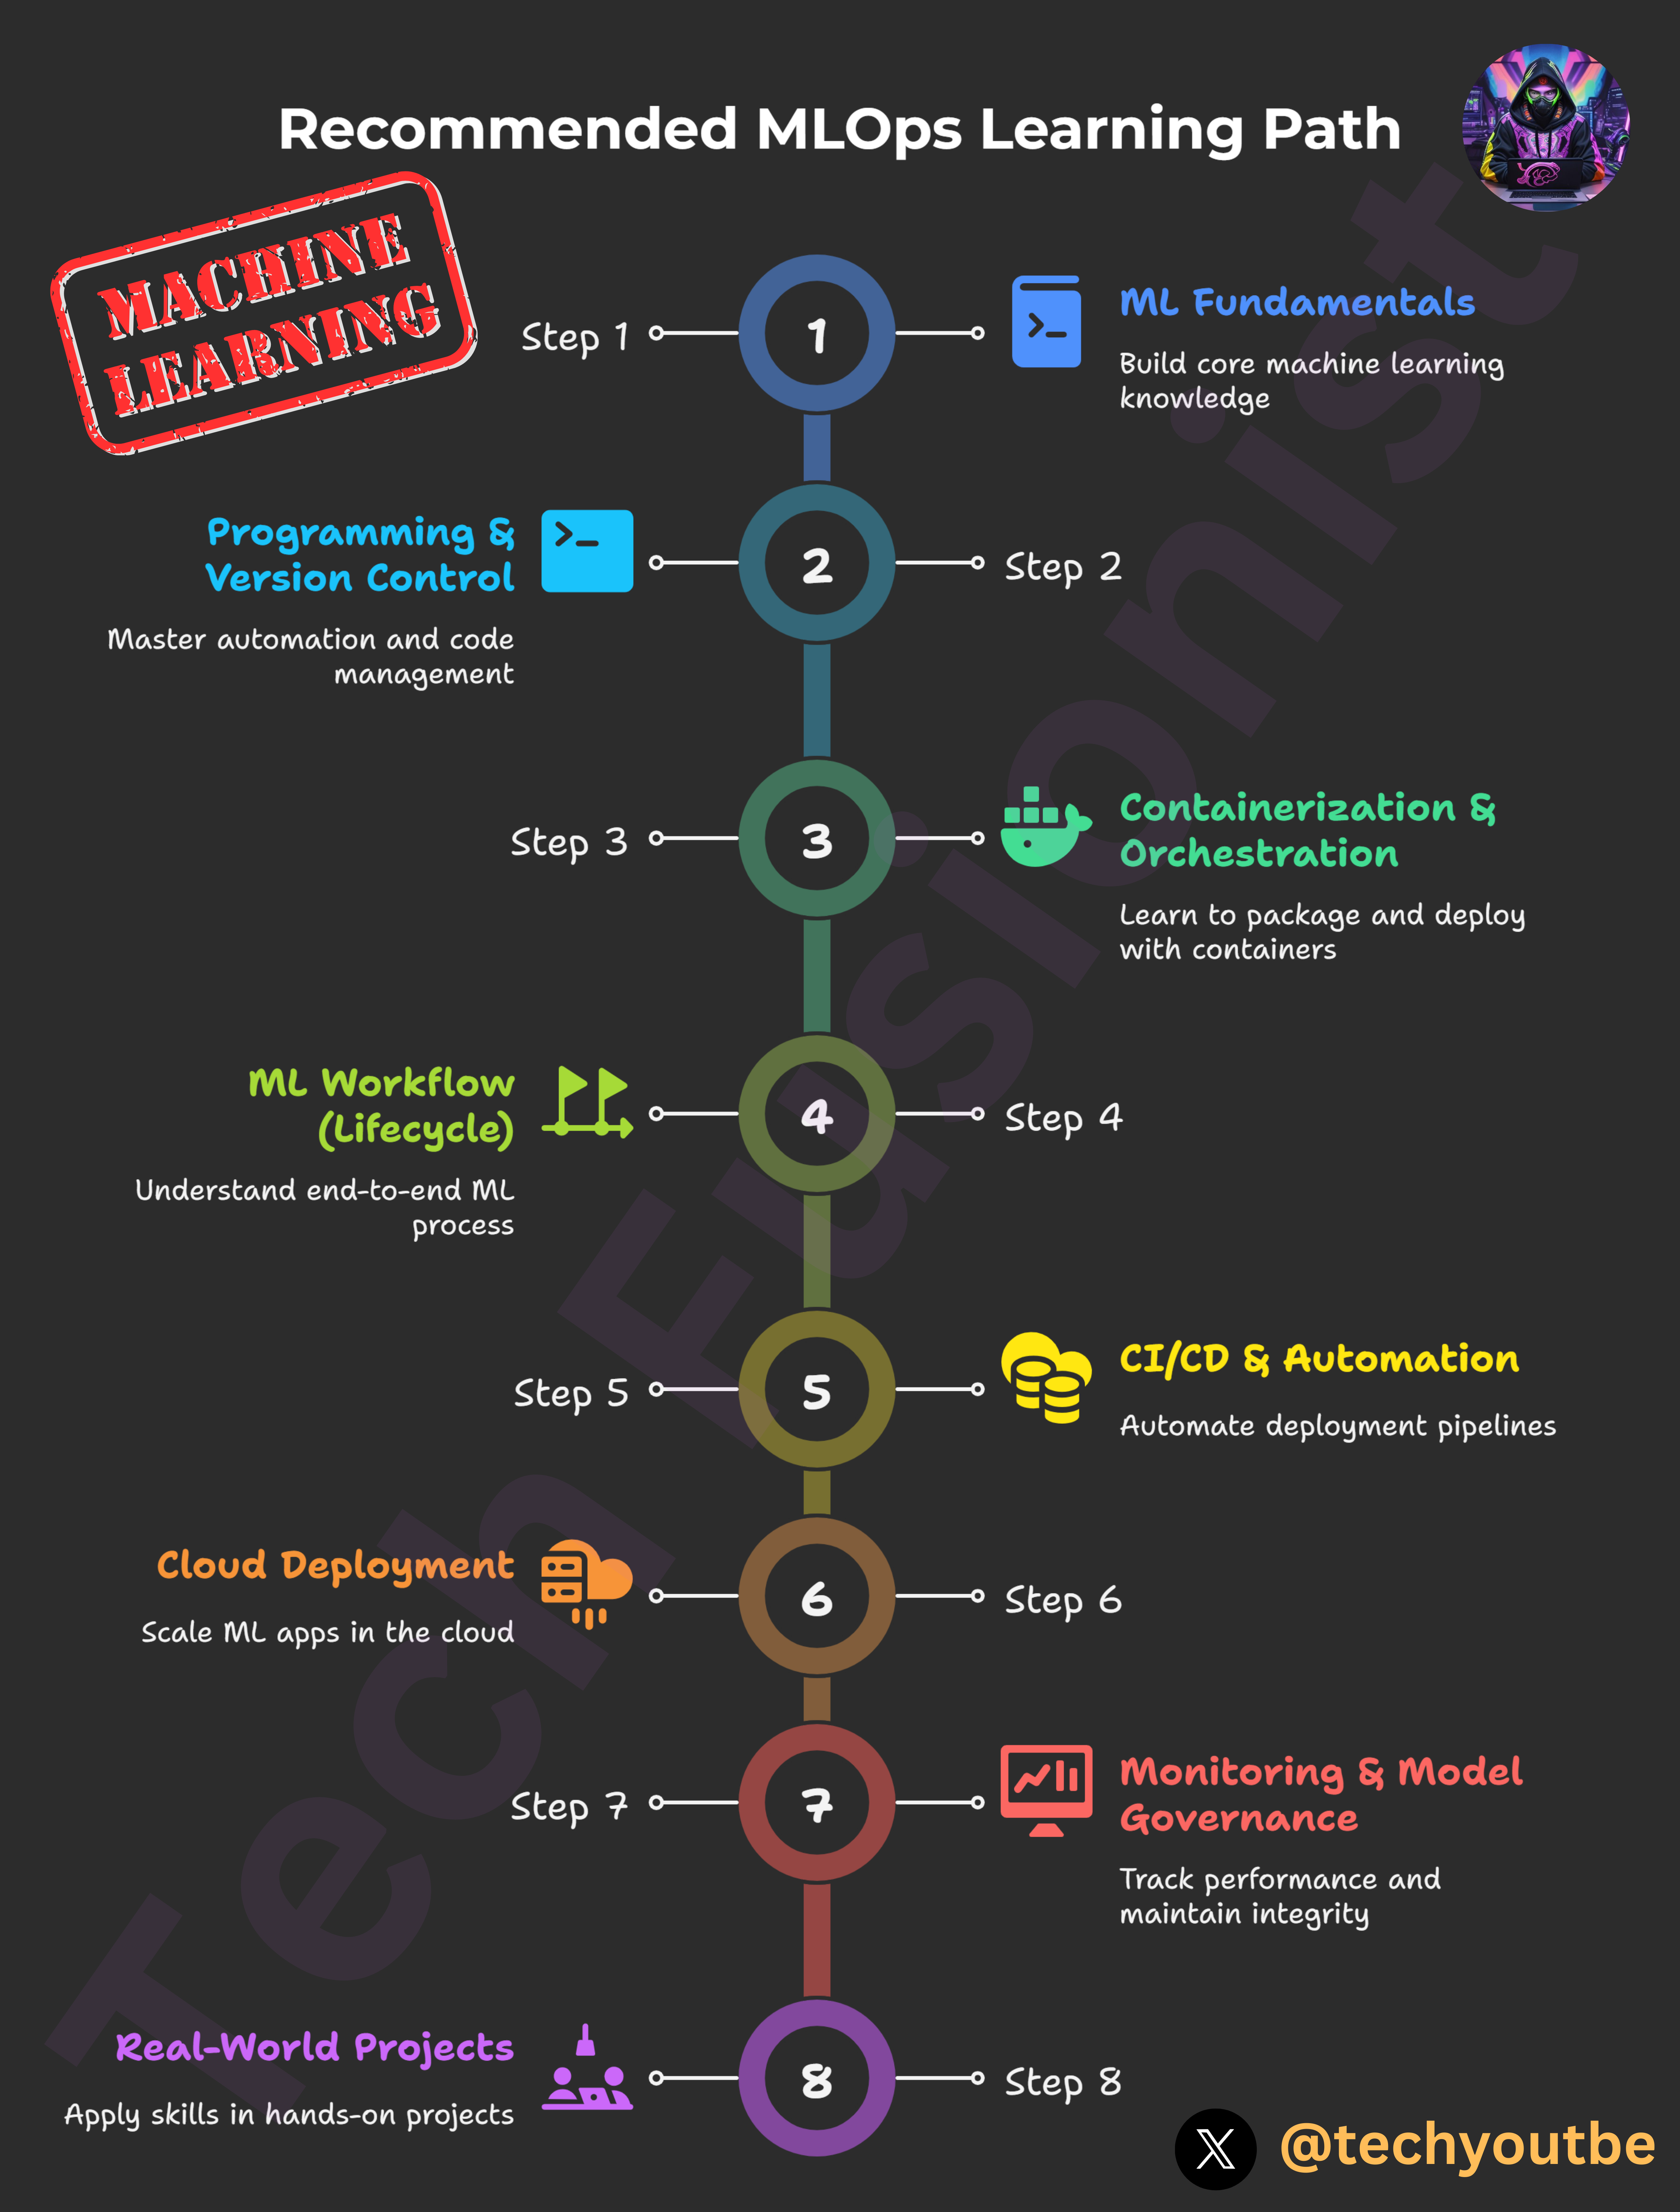 Recommended MLOps Learning Path
MACHINE
LEARNING
Step 1
1
ML Fundamentals
Build core machine learning
knowledge
Programming &
Version Control
Master automation and code
management
2
Step 2
Step 3
3
Containerization &
Orchestration
Learn to package and deploy
with containers
ML Workflow
(Lifecycle)
Understand end-to-end ML
process
4
Step 4
Step 5
5
CI/CD & Automation
Automate deployment pipelines
Cloud Deployment
Scale ML apps in the cloud
6
Step 6
Step 7
7
Monitoring & Model
Governance
Track performance and
maintain integrity
Real-World Projects
Apply skills in hands-on projects
8
Step 8
X @techyoutbe
Tech Fusionist